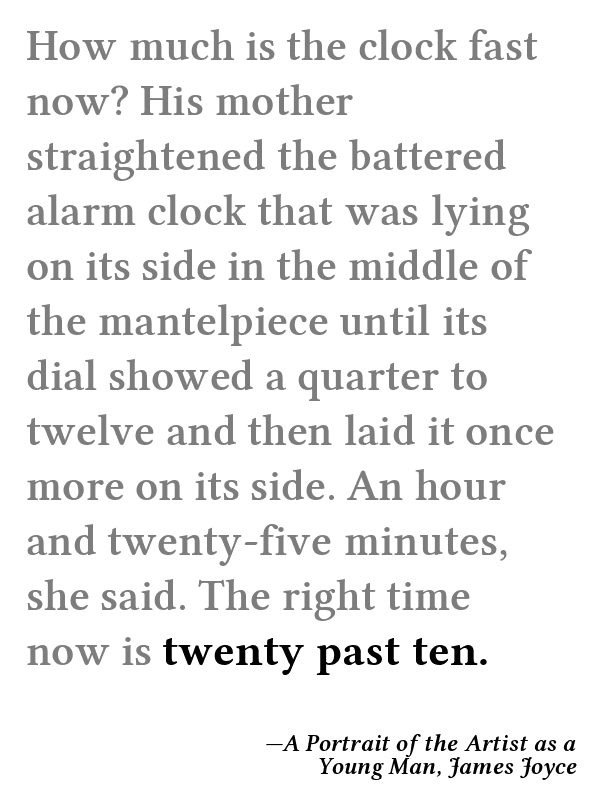 How much is the clock fast
now? His mother
straightened the battered
alarm clock that was lying
on its side in the middle of
the mantelpiece until its
dial showed a quarter to
twelve and then laid it once
more on its side. An hour
and twenty-five minutes,
she said. The right time
now is twenty past ten.
—A Portrait of the Artist as a
Young Man, James Joyce